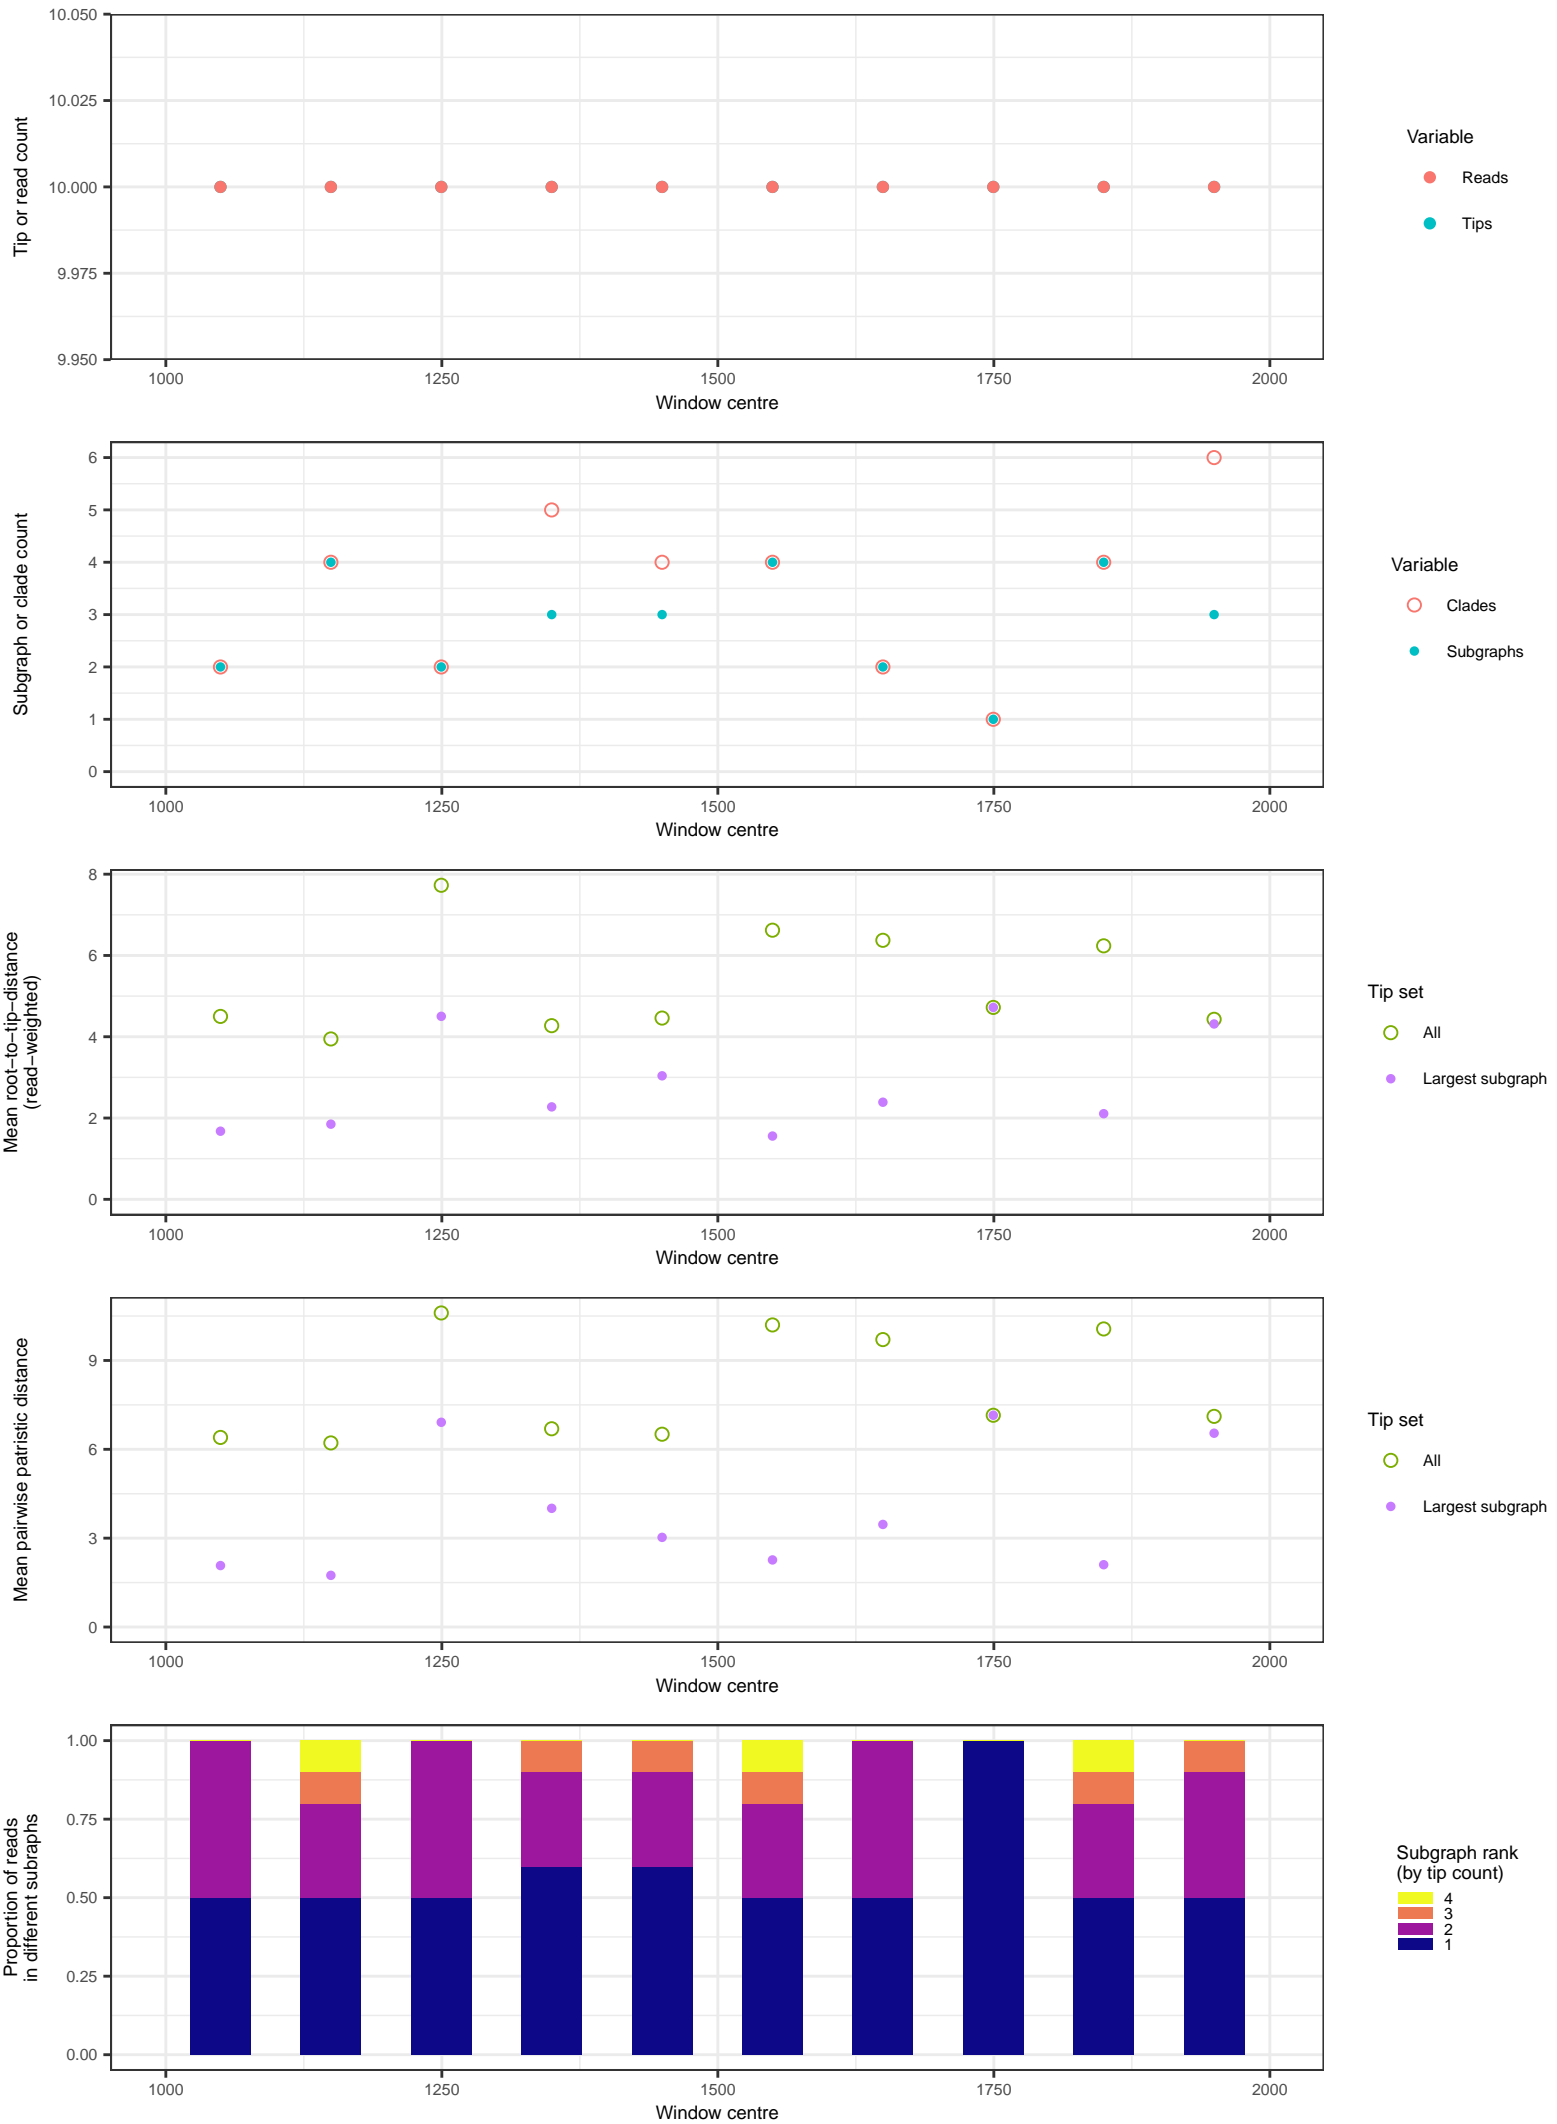 10.050
10.025
10.000
9.975
9.950
Tip or read count
1000 1250 1500 1750 2000
Window centre
Variable
Reads
Tips
6
5
4
3
2
1
0
Subgraph or clade count
1000 1250 1500 1750 2000
Window centre
Variable
Clades
Subgraphs
8
6
4
2
0
Mean root−to−tip−distance
(read−weighted)
1000 1250 1500 1750 2000
Window centre
Tip set
All
Largest subgraph
9
6
3
0
Mean pairwise patristic distance
1000 1250 1500 1750 2000
Window centre
Tip set
All
Largest subgraph
1.00
0.75
0.50
0.25
0.00
Proportion of reads
in different subraphs
1000 1250 1500 1750 2000
Window centre
Subgraph rank
(by tip count)
4
3
2
1